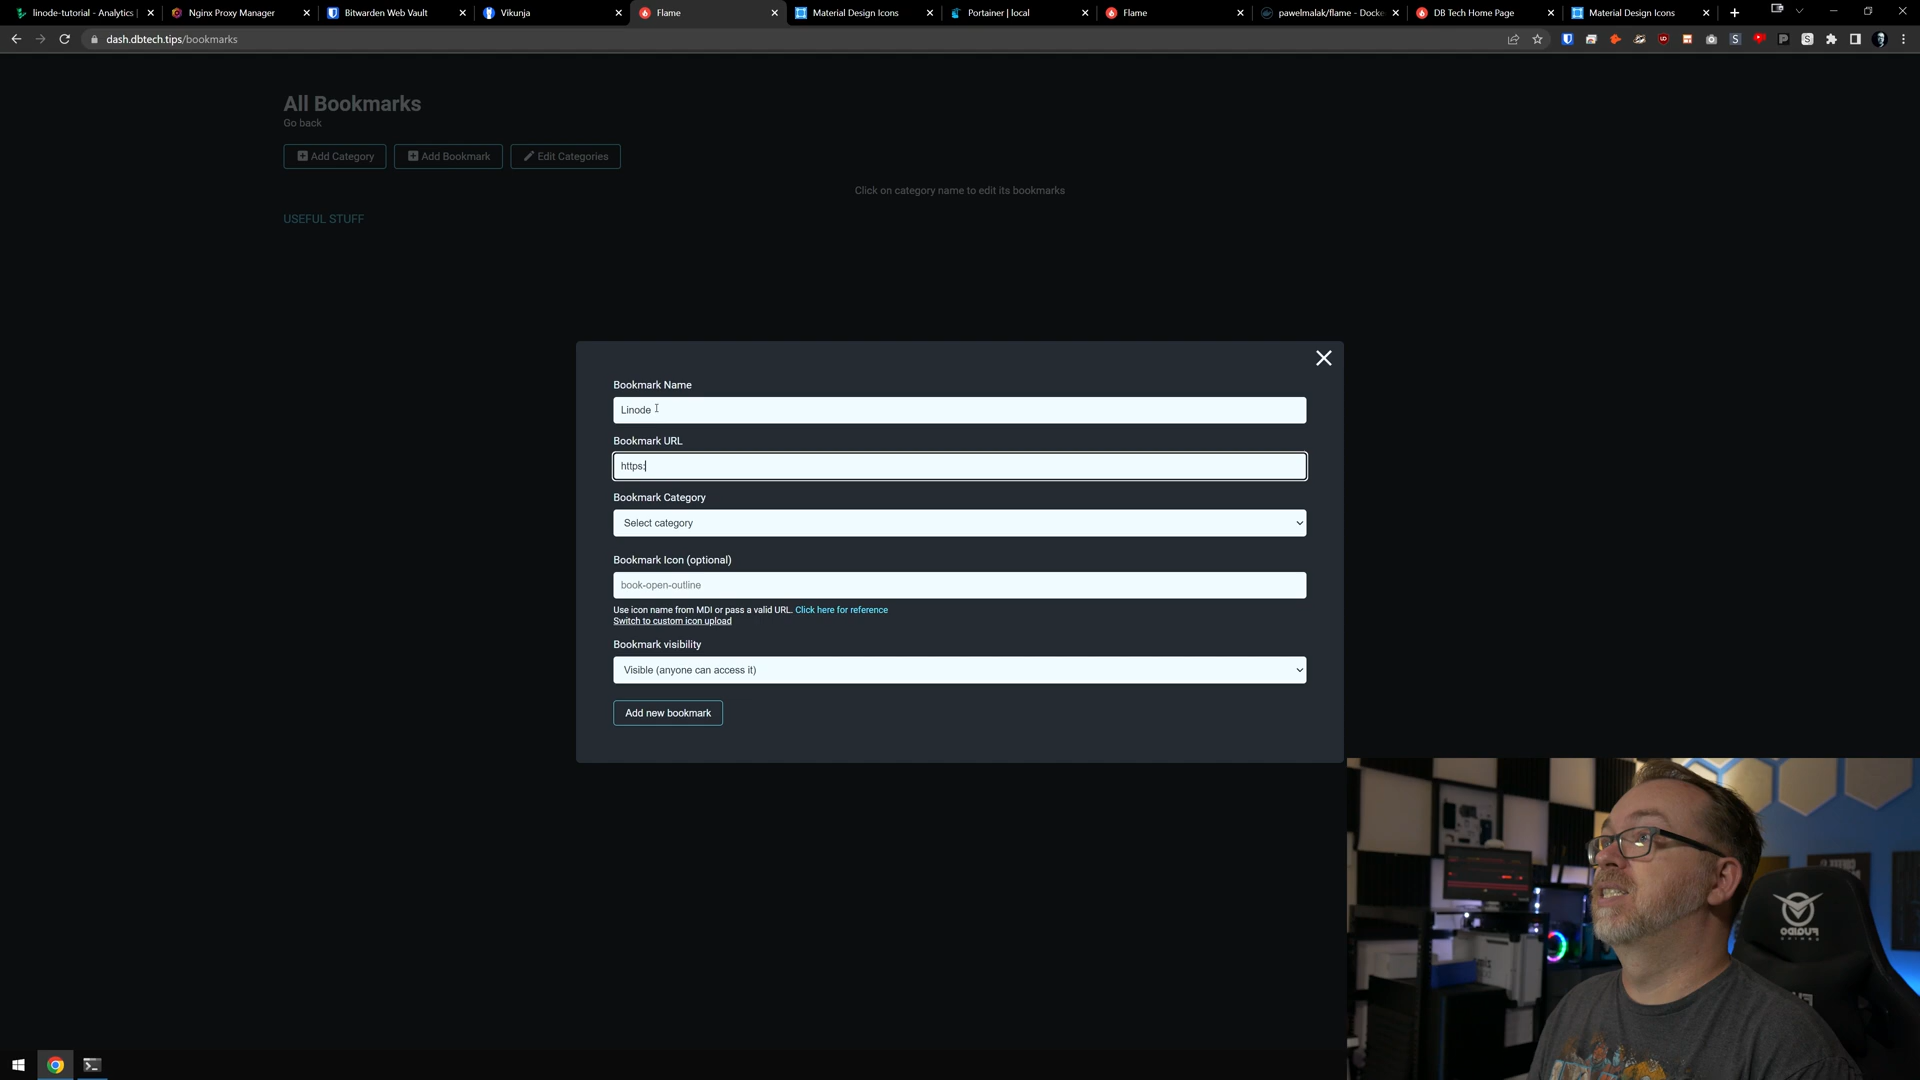 linode-tutorial - Analytics
Nginx Proxy Manager
Bitwarden Web Vault
Vikunja
Flame
Material Design Icons
Portainer | local
Flame
pawelmalak/flame - Docke
DB Tech Home Page
Material Design Icons
dash.dbtech.tips/bookmarks
All Bookmarks
Go back
Add Category
Add Bookmark
Edit Categories
Click on category name to edit its bookmarks
USEFUL STUFF
Bookmark Name
Linode
Bookmark URL
https:
Bookmark Category
Select category
Bookmark Icon (optional)
book-open-outline
Use icon name from MDI or pass a valid URL. Click here for reference
Switch to custom icon upload
Bookmark visibility
Visible (anyone can access it)
Add new bookmark